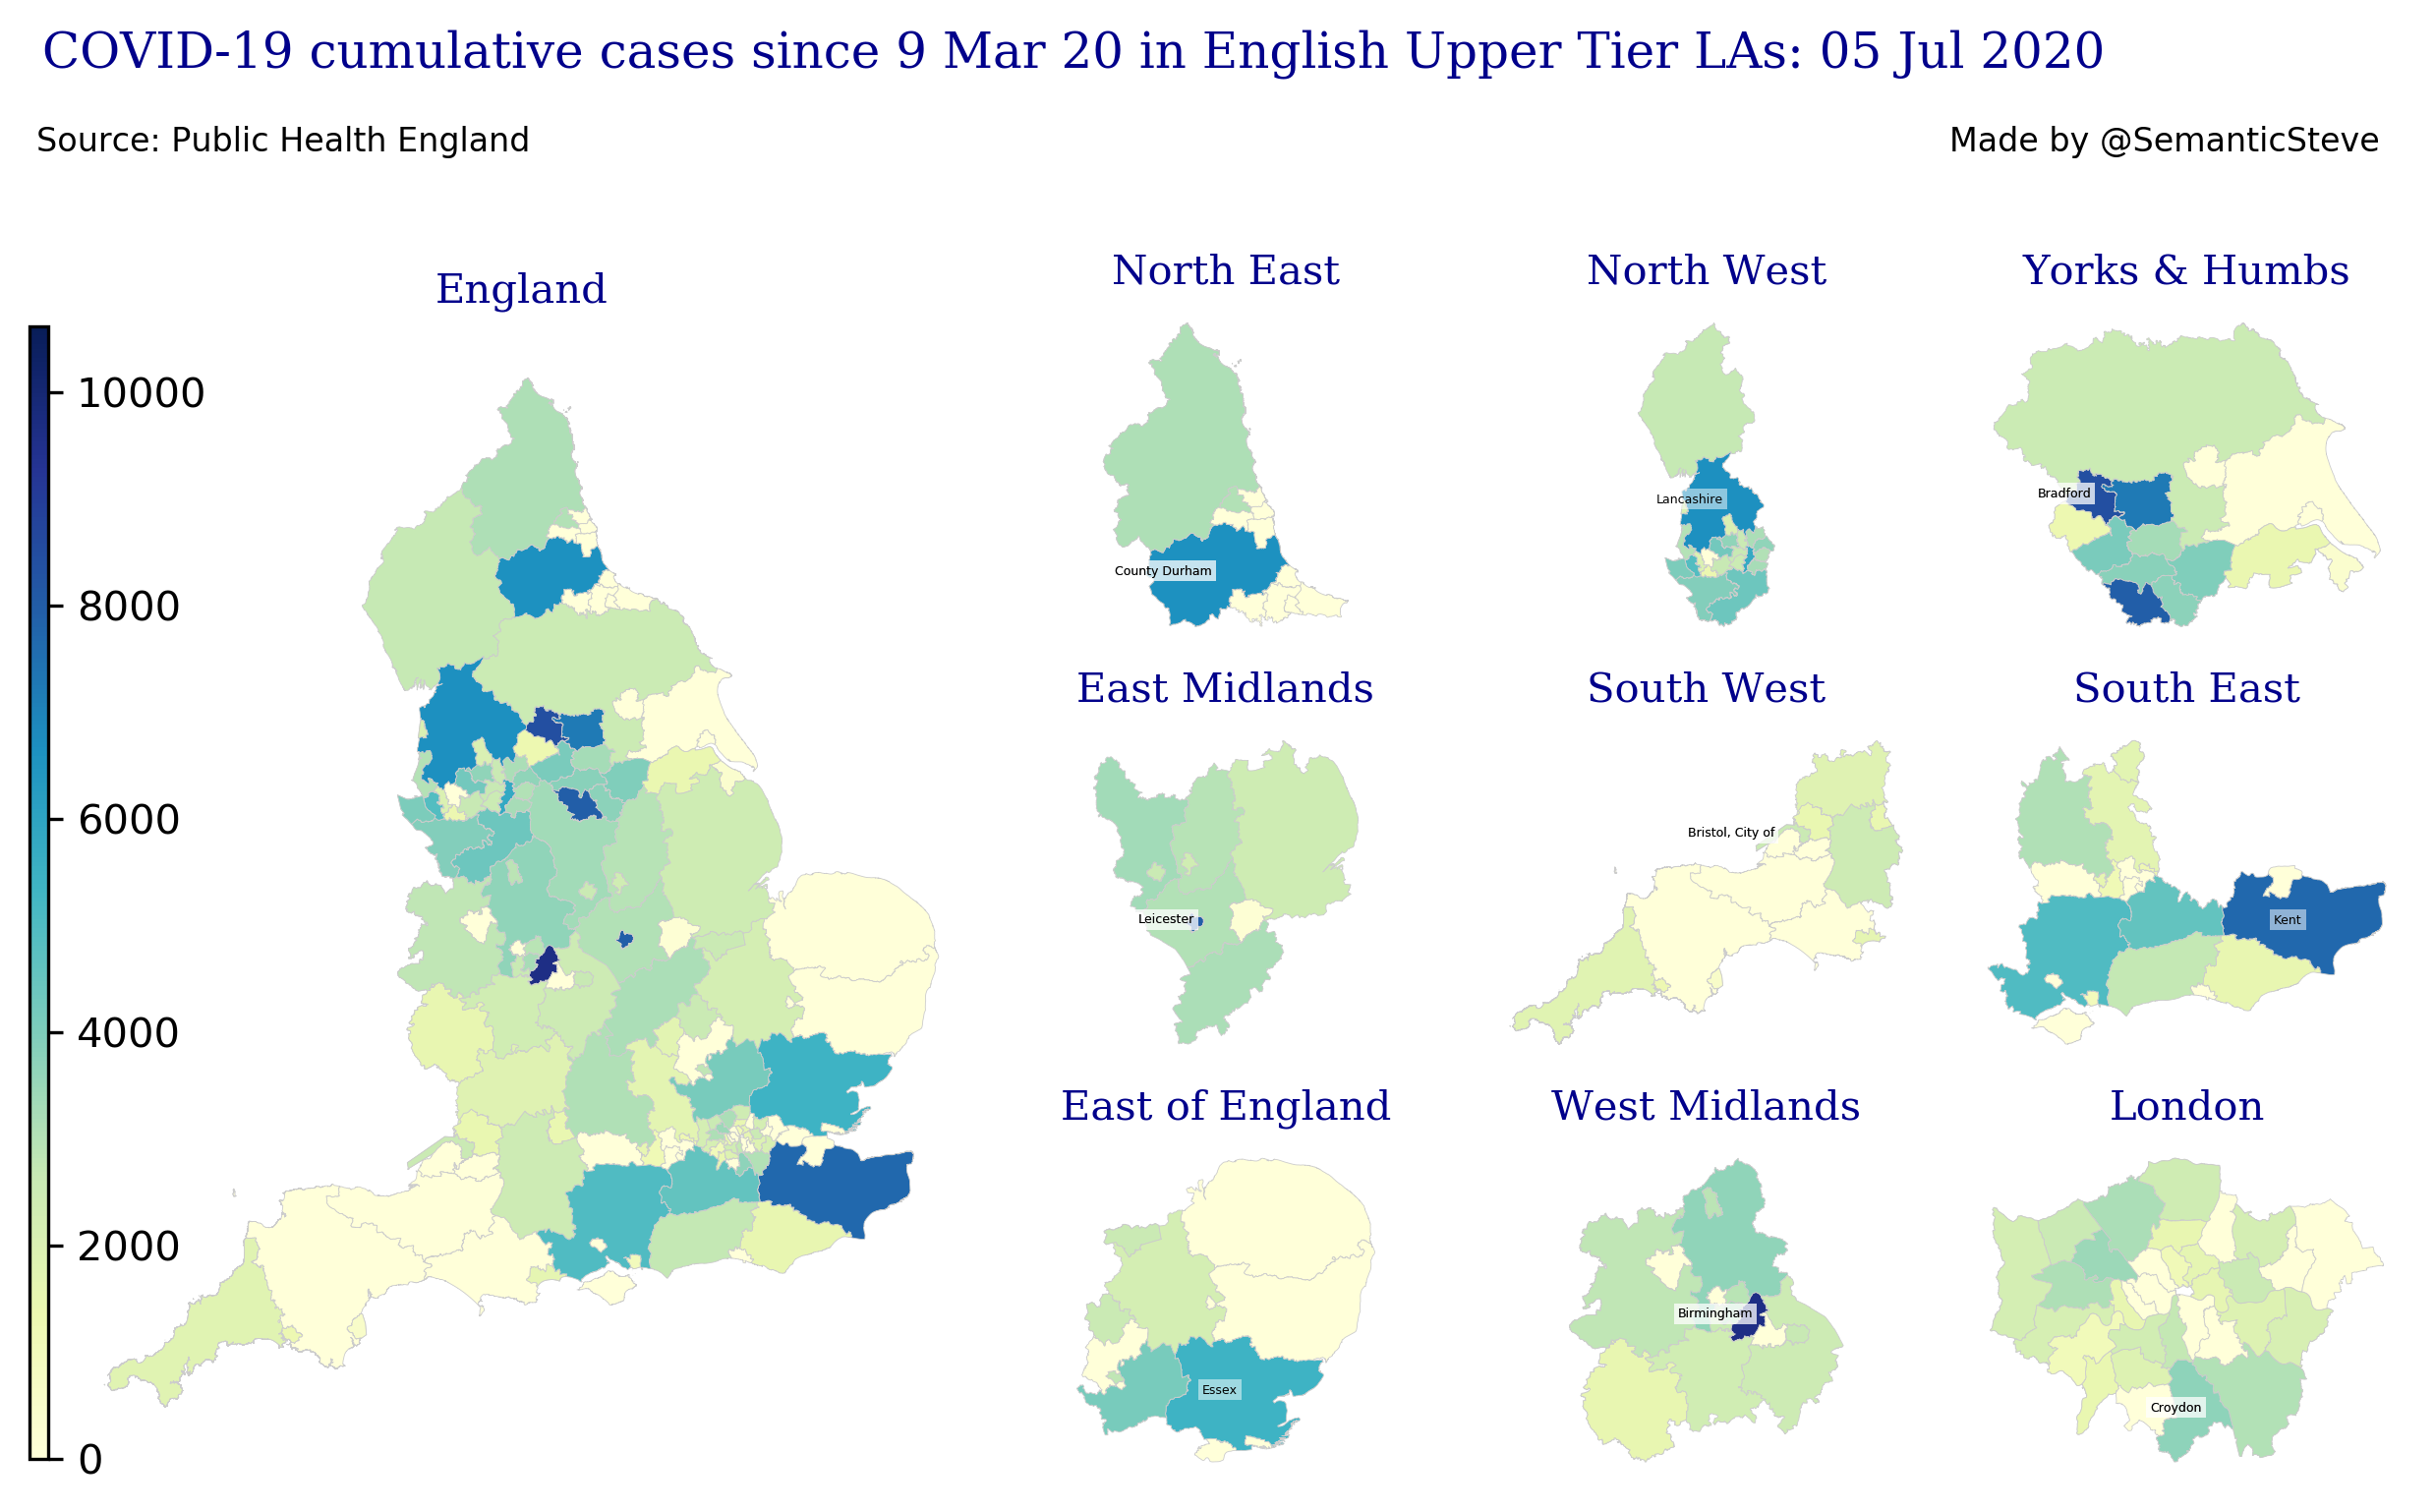 COVID-19 cumulative cases since 9 Mar 20 in English Upper Tier LAs: 05 Jul 2020
Source: Public Health England
Made by @SemanticSteve
England
10000
8000
6000
4000
2000
0
North East
County Durham
North West
Lancashire
Yorks & Humbs
Bradford
East Midlands
Leicester
South West
Bristol, City of
South East
Kent
East of England
Essex
West Midlands
Birmingham
London
Croydon